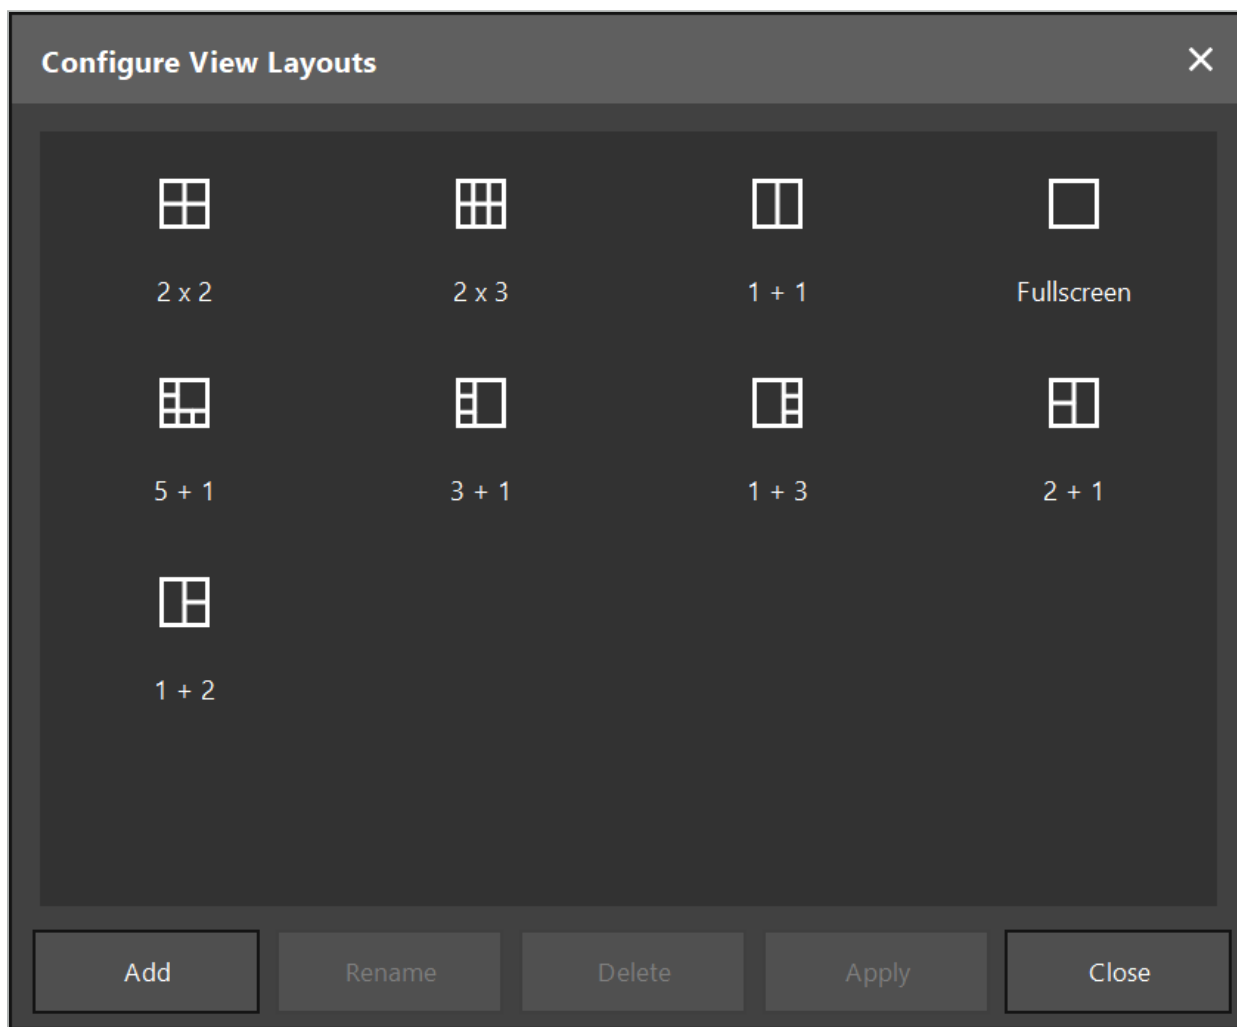 Configure View Layouts
2 x 2
2 x 3
1 + 1
Fullscreen
5 + 1
3 + 1
1 + 3
2 + 1
1 + 2
Add
Rename
Delete
Apply
Close